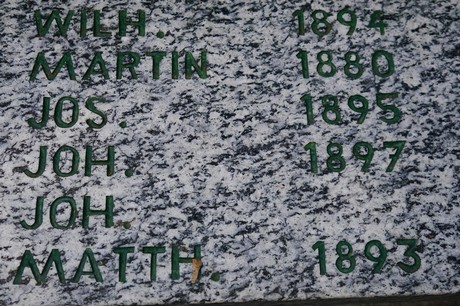 WILH. 1894
MARTIN 1880
JOS. 1895
JOH. 1897
JOH.
MATTH. 1893